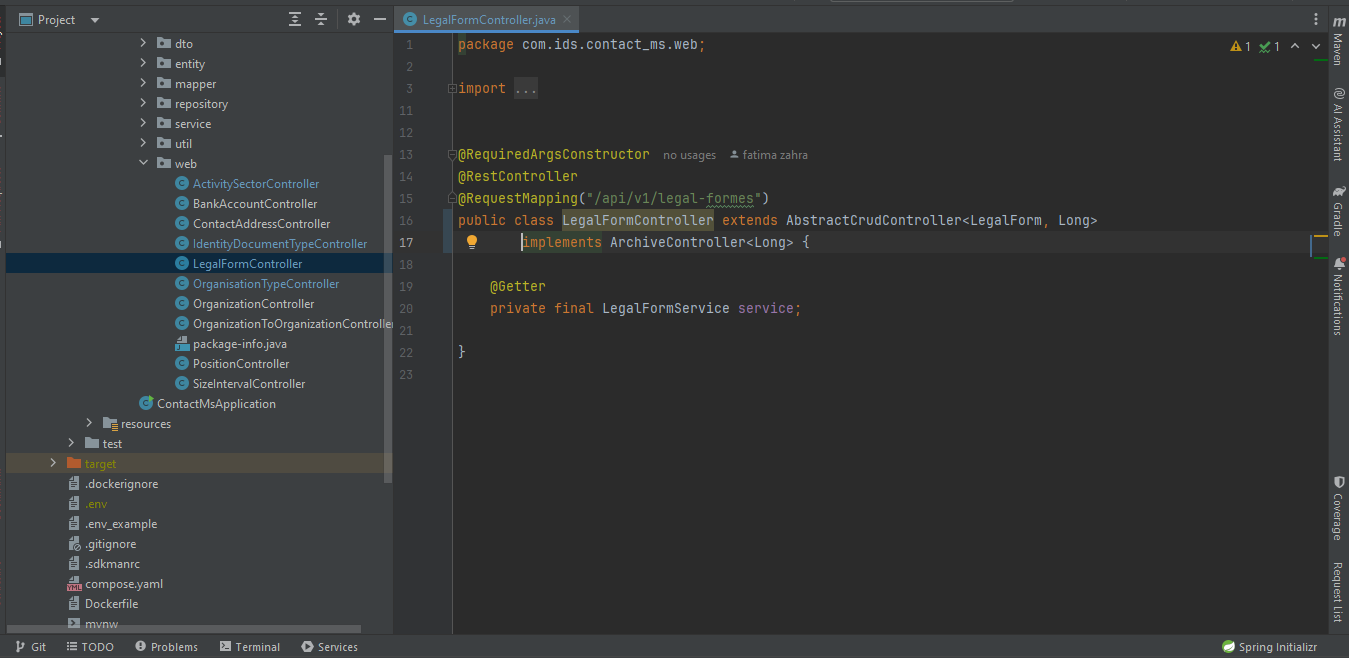 Project
LegalFormController.java
dto
entity
mapper
repository
service
util
web
ActivitySectorController
BankAccountController
ContactAddressController
IdentityDocumentTypeController
LegalFormController
OrganisationTypeController
OrganizationController
OrganizationToOrganizationController
package-info.java
PositionController
SizeIntervalController
ContactMsApplication
resources
test
target
.dockerignore
.env
.env_example
.gitignore
.sdkmanrc
compose.yaml
Dockerfile
mvnw
1 package com.ids.contact_ms.web;
2
3 import ...
11
12
13 @RequiredArgsConstructor no usages fatima zahra
14 @RestController
15 @RequestMapping("/api/v1/legal-formes")
16 public class LegalFormController extends AbstractCrudController<LegalForm, Long>
17 implements ArchiveController<Long> {
18
19 @Getter
20 private final LegalFormService service;
21
22 }
23
1 1
m
Maven
AI Assistant
Gradle
Notifications
Coverage
Request List
Git TODO Problems Terminal Services Spring Initializr